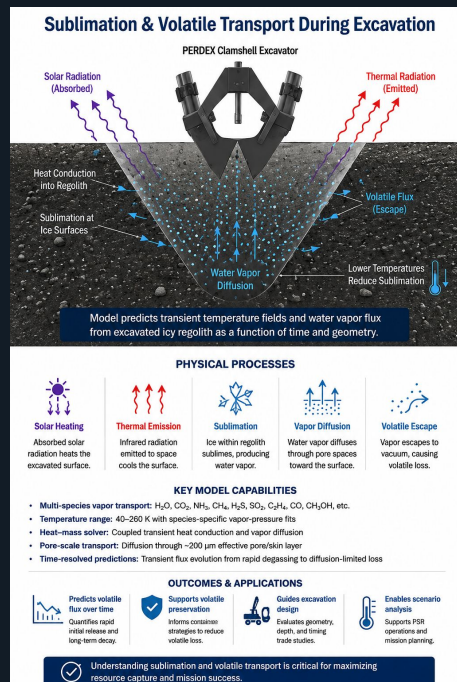 Sublimation & Volatile Transport During Excavation
PERDEX Clamshell Excavator
Solar Radiation
(Absorbed)
Thermal Radiation
(Emitted)
Heat Conduction
into Regolith
Volatile Flux
(Escape)
Sublimation at
Ice Surfaces
Water Vapor
Diffusion
Lower Temperatures
Reduce Sublimation
Model predicts transient temperature fields and water vapor flux
from excavated icy regolith as a function of time and geometry.
PHYSICAL PROCESSES
Solar Heating
Absorbed solar
radiation heats the
excavated surface.
Thermal Emission
Infrared radiation
emitted to space
cools the surface.
Sublimation
Ice within regolith
sublimes, producing
water vapor.
Vapor Diffusion
Water vapor diffuses
through pore spaces
toward the surface.
Volatile Escape
Vapor escapes to
vacuum, causing
volatile loss.
KEY MODEL CAPABILITIES
• Multi-species vapor transport: H₂O, CO₂, NH₃, CH₄, H₂S, SO₂, C₂H₄, CO, CH₃OH, etc.
• Temperature range: 40–260 K with species-specific vapor-pressure fits
• Heat–mass solver: Coupled transient heat conduction and vapor diffusion
• Pore-scale transport: Diffusion through ~200 μm effective pore/skin layer
• Time-resolved predictions: Transient flux evolution from rapid degassing to diffusion-limited loss
OUTCOMES & APPLICATIONS
Predicts volatile
flux over time
Quantifies rapid
initial release and
long-term decay.
Supports volatile
preservation
Informs container
strategies to reduce
volatile loss.
Guides excavation
design
Evaluates geometry,
depth, and timing
trade studies.
Enables scenario
analysis
Supports PSR
operations and
mission planning.
Understanding sublimation and volatile transport is critical for maximizing
resource capture and mission success.